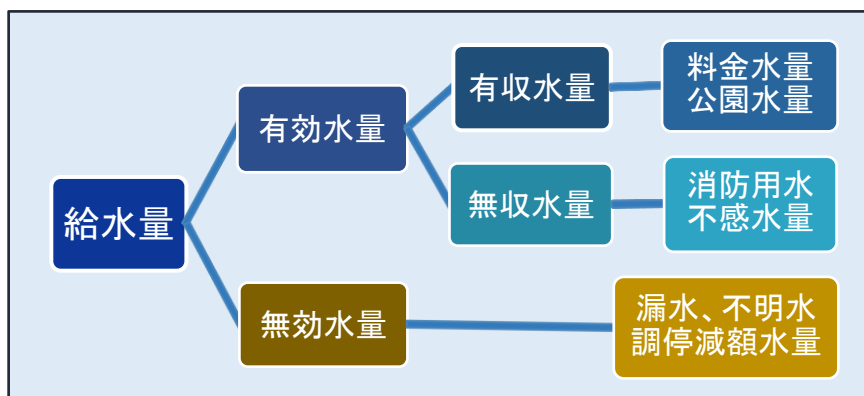 給水量
有効水量
有収水量
料金水量
公園水量
無収水量
消防用水
不感水量
無効水量
漏水、不明水
調停減額水量